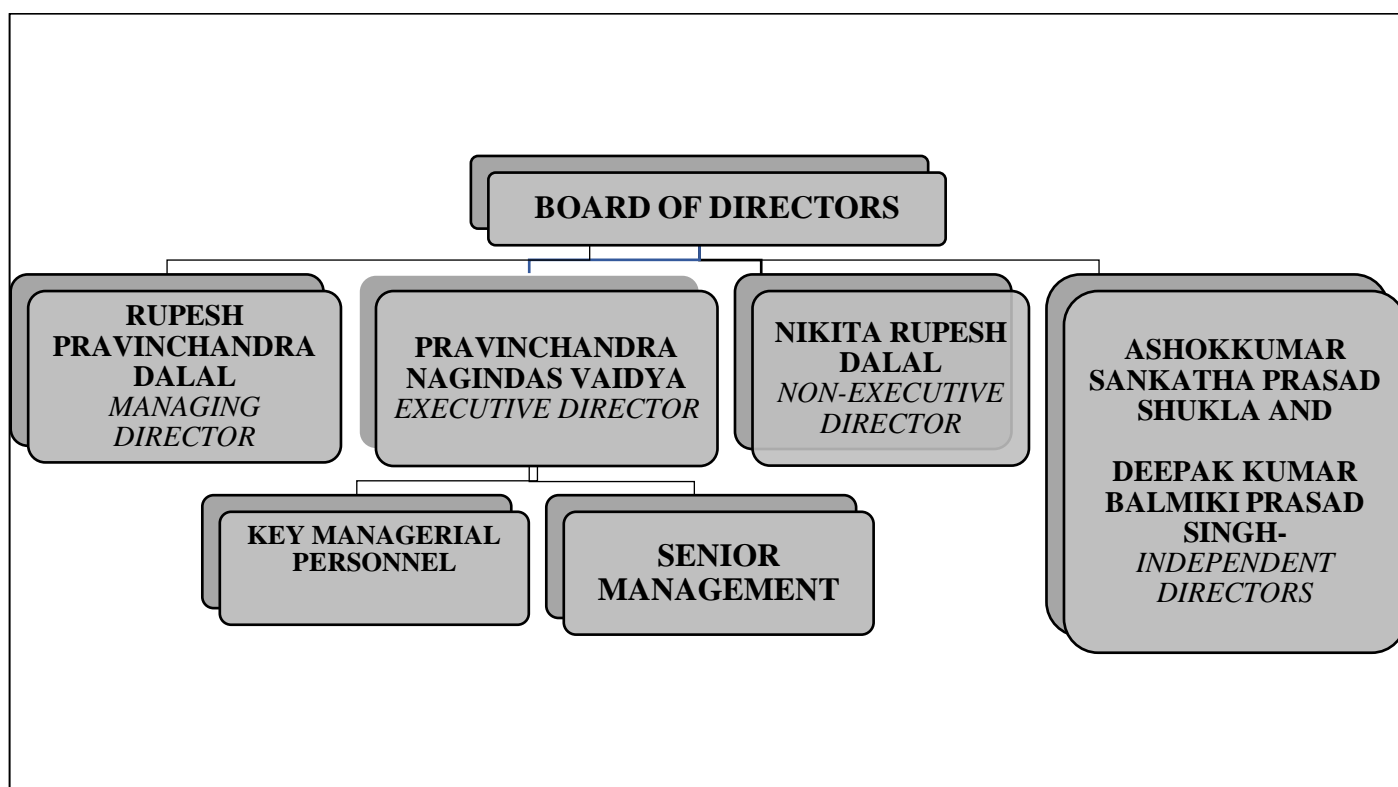 BOARD OF DIRECTORS
RUPESH
PRAVINCHANDRA
DALAL
MANAGING
DIRECTOR
PRAVINCHANDRA
NAGINDAS VAIDYA
EXECUTIVE DIRECTOR
NIKITA RUPESH
DALAL
NON-EXECUTIVE
DIRECTOR
ASHOKKUMAR
SANKATHA PRASAD
SHUKLA AND
DEEPAK KUMAR
BALMIKI PRASAD
SINGH-
INDEPENDENT
DIRECTORS
KEY MANAGERIAL
PERSONNEL
SENIOR
MANAGEMENT